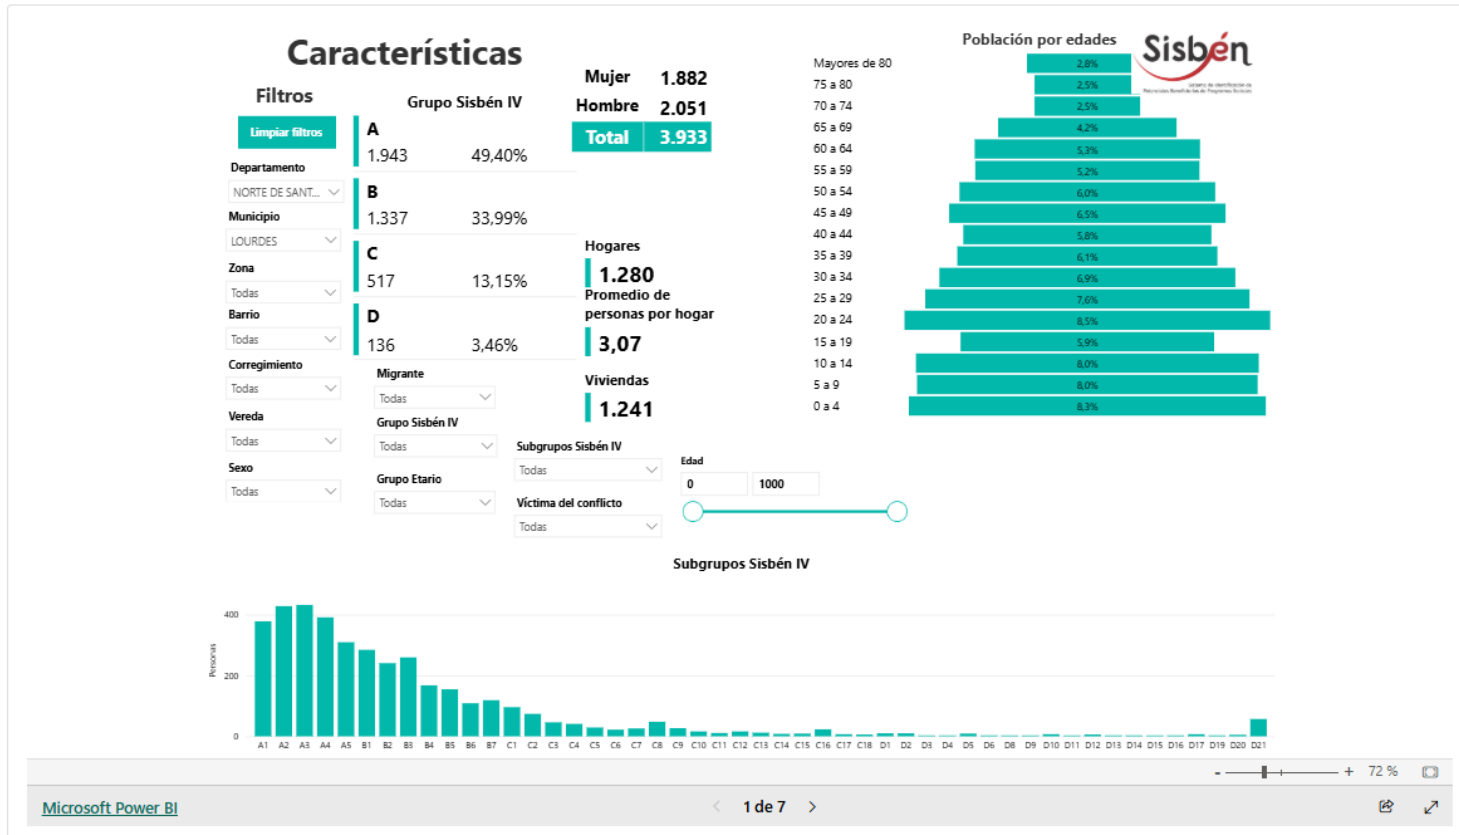 Características
Filtros
Limpiar filtros
Departamento
NORTE DE SANT...
Municipio
LOURDES
Zona
Todas
Barrio
Todas
Corregimiento
Todas
Vereda
Todas
Sexo
Todas
Grupo Sisbén IV
A
1.943 49,40%
B
1.337 33,99%
C
517 13,15%
D
136 3,46%
Migrante
Todas
Grupo Sisbén IV
Todas
Grupo Etario
Todas
Mujer 1.882
Hombre 2.051
Total 3.933
Hogares
1.280
Promedio de
personas por hogar
3,07
Viviendas
1.241
Subgrupos Sisbén IV
Todas
Víctima del conflicto
Todas
Edad
0 1000
Población por edades
Sisbén
Sistema de Identificación de
Potenciales Beneficiarios de Programas Sociales
Mayores de 80 2,8%
75 a 80 2,5%
70 a 74 2,5%
65 a 69 4,2%
60 a 64 5,3%
55 a 59 5,2%
50 a 54 6,0%
45 a 49 6,5%
40 a 44 5,8%
35 a 39 6,1%
30 a 34 6,9%
25 a 29 7,6%
20 a 24 8,5%
15 a 19 5,9%
10 a 14 8,0%
5 a 9 8,0%
0 a 4 8,3%
Subgrupos Sisbén IV
Personas
400
200
0
A1 A2 A3 A4 A5 B1 B2 B3 B4 B5 B6 B7 C1 C2 C3 C4 C5 C6 C7 C8 C9 C10 C11 C12 C13 C14 C15 C16 C17 C18 D1 D2 D3 D4 D5 D6 D8 D9 D10 D11 D12 D13 D14 D15 D16 D17 D19 D20 D21
- + 72 %
Microsoft Power BI
1 de 7